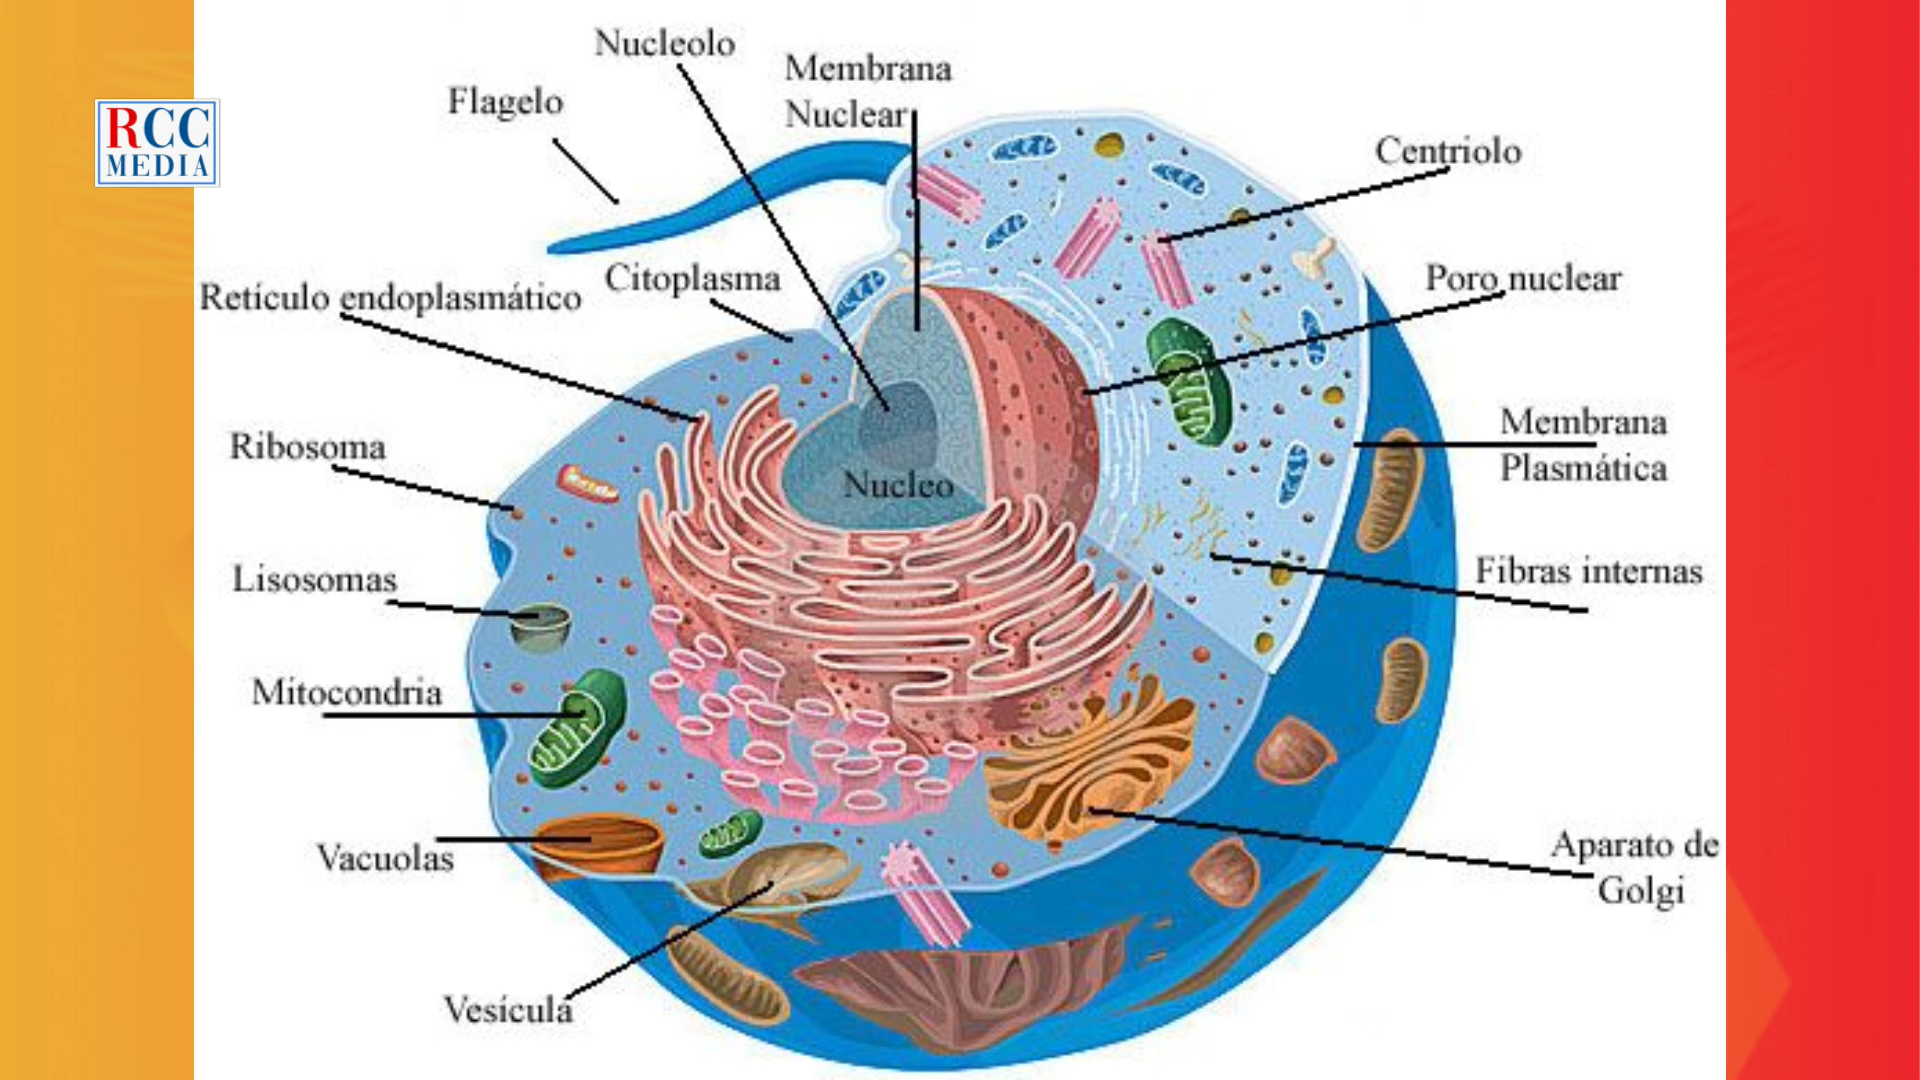 Nucleolo
Membrana
Nuclear
Flagelo
RCC
MEDIA
Centriolo
Citoplasma
Poro nuclear
Retículo endoplasmático
Membrana
Plasmática
Ribosoma
Nucleo
Fibras internas
Lisosomas
Mitocondria
Vacuolas
Aparato de
Golgi
Vesícula